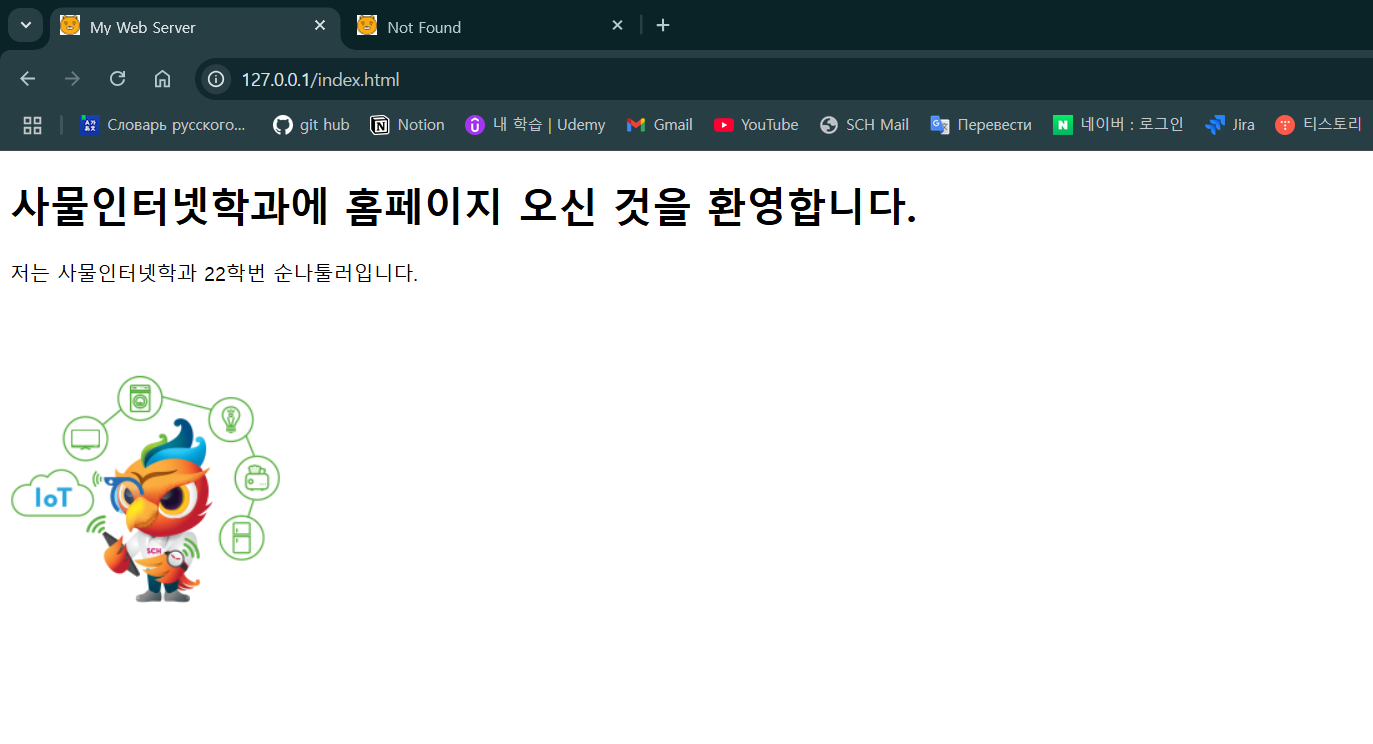 My Web Server
Not Found
127.0.0.1/index.html
Словарь русского...
git hub
Notion
내 학습 | Udemy
Gmail
YouTube
SCH Mail
Перевести
네이버 : 로그인
Jira
티스토리
사물인터넷학과에 홈페이지 오신 것을 환영합니다.
저는 사물인터넷학과 22학번 순나툴러입니다.
IoT
SCH